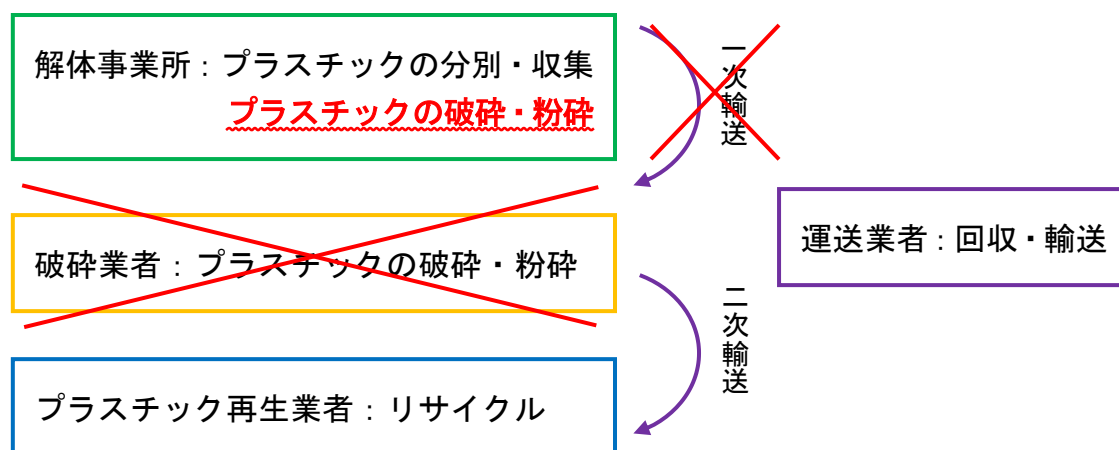 解体事業所：プラスチックの分別・収集
プラスチックの破砕・粉砕
一次輸送
破砕業者：プラスチックの破砕・粉砕
運送業者：回収・輸送
二次輸送
プラスチック再生業者：リサイクル